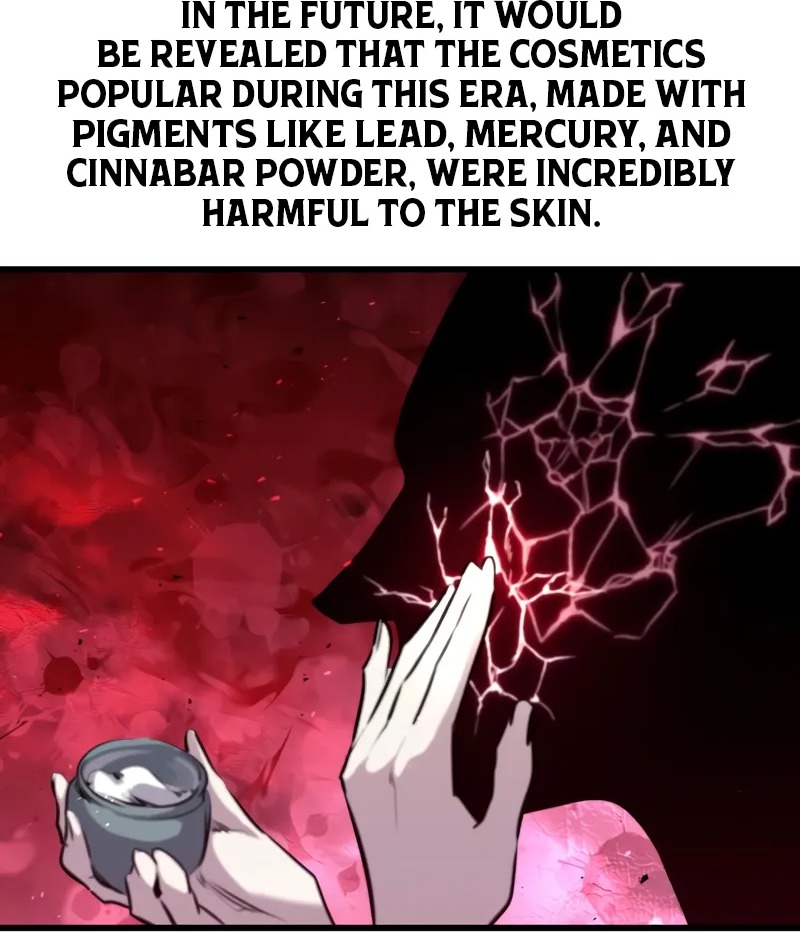 IN THE FUTURE, IT WOULD
BE REVEALED THAT THE COSMETICS
POPULAR DURING THIS ERA, MADE WITH
PIGMENTS LIKE LEAD, MERCURY, AND
CINNABAR POWDER, WERE INCREDIBLY
HARMFUL TO THE SKIN.